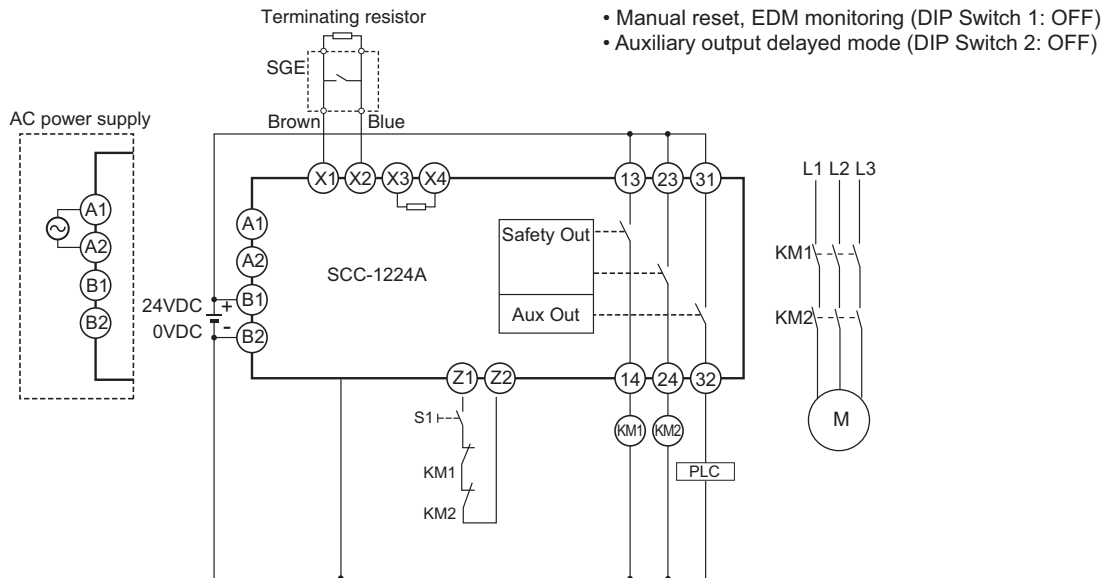 Terminating resistor
• Manual reset, EDM monitoring (DIP Switch 1: OFF)
• Auxiliary output delayed mode (DIP Switch 2: OFF)
SGE
AC power supply
Brown Blue
X1 X2 X3 X4 13 23 31
L1 L2 L3
A1
A2
B1
B2
A1
A2
B1
B2
24VDC +
0VDC -
SCC-1224A
Safety Out
Aux Out
KM1
KM2
M
Z1 Z2 14 24 32
S1
KM1
KM2
KM1 KM2
PLC